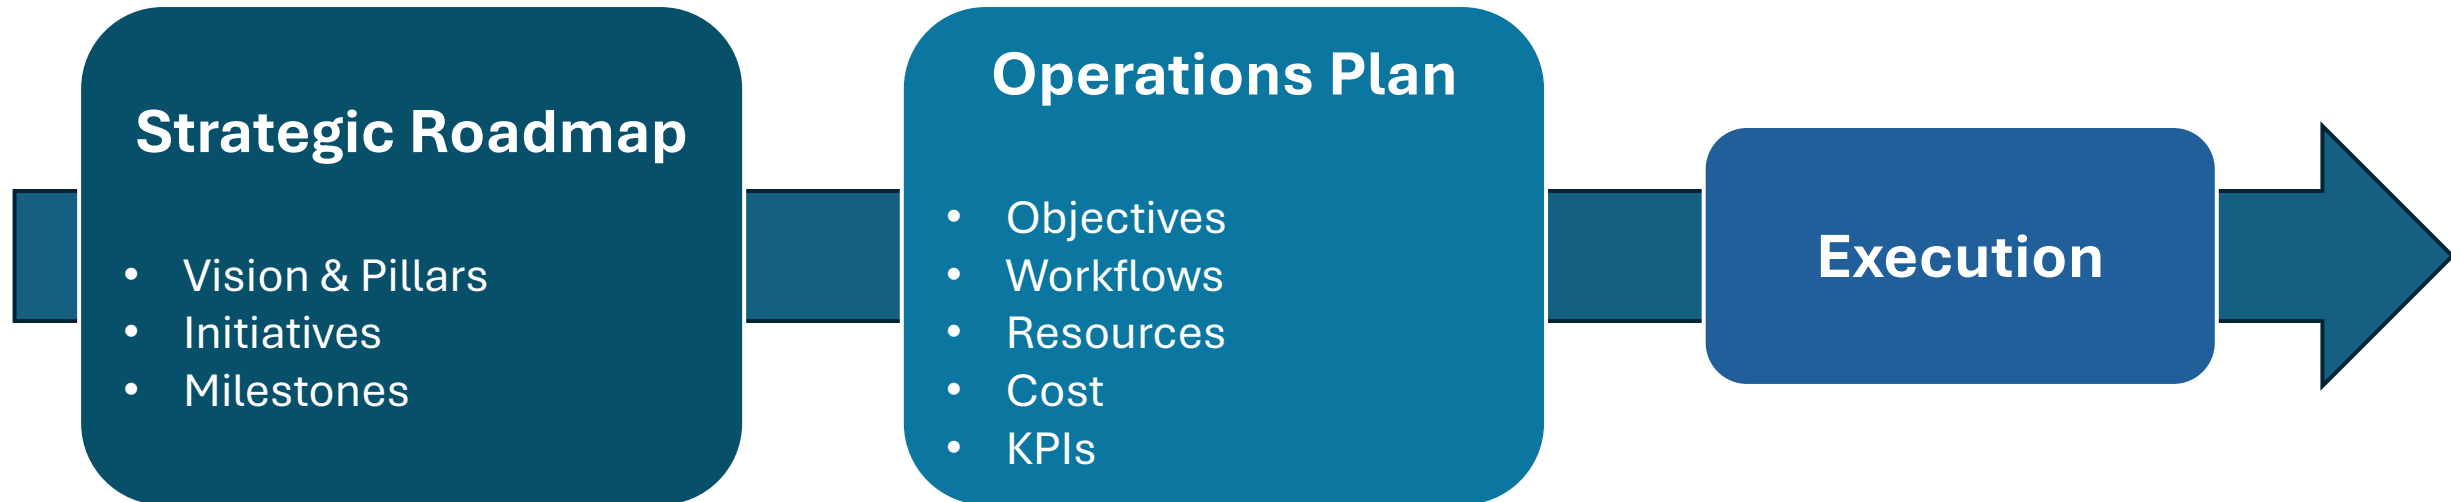 Strategic Roadmap
• Vision & Pillars
• Initiatives
• Milestones
Operations Plan
• Objectives
• Workflows
• Resources
• Cost
• KPIs
Execution